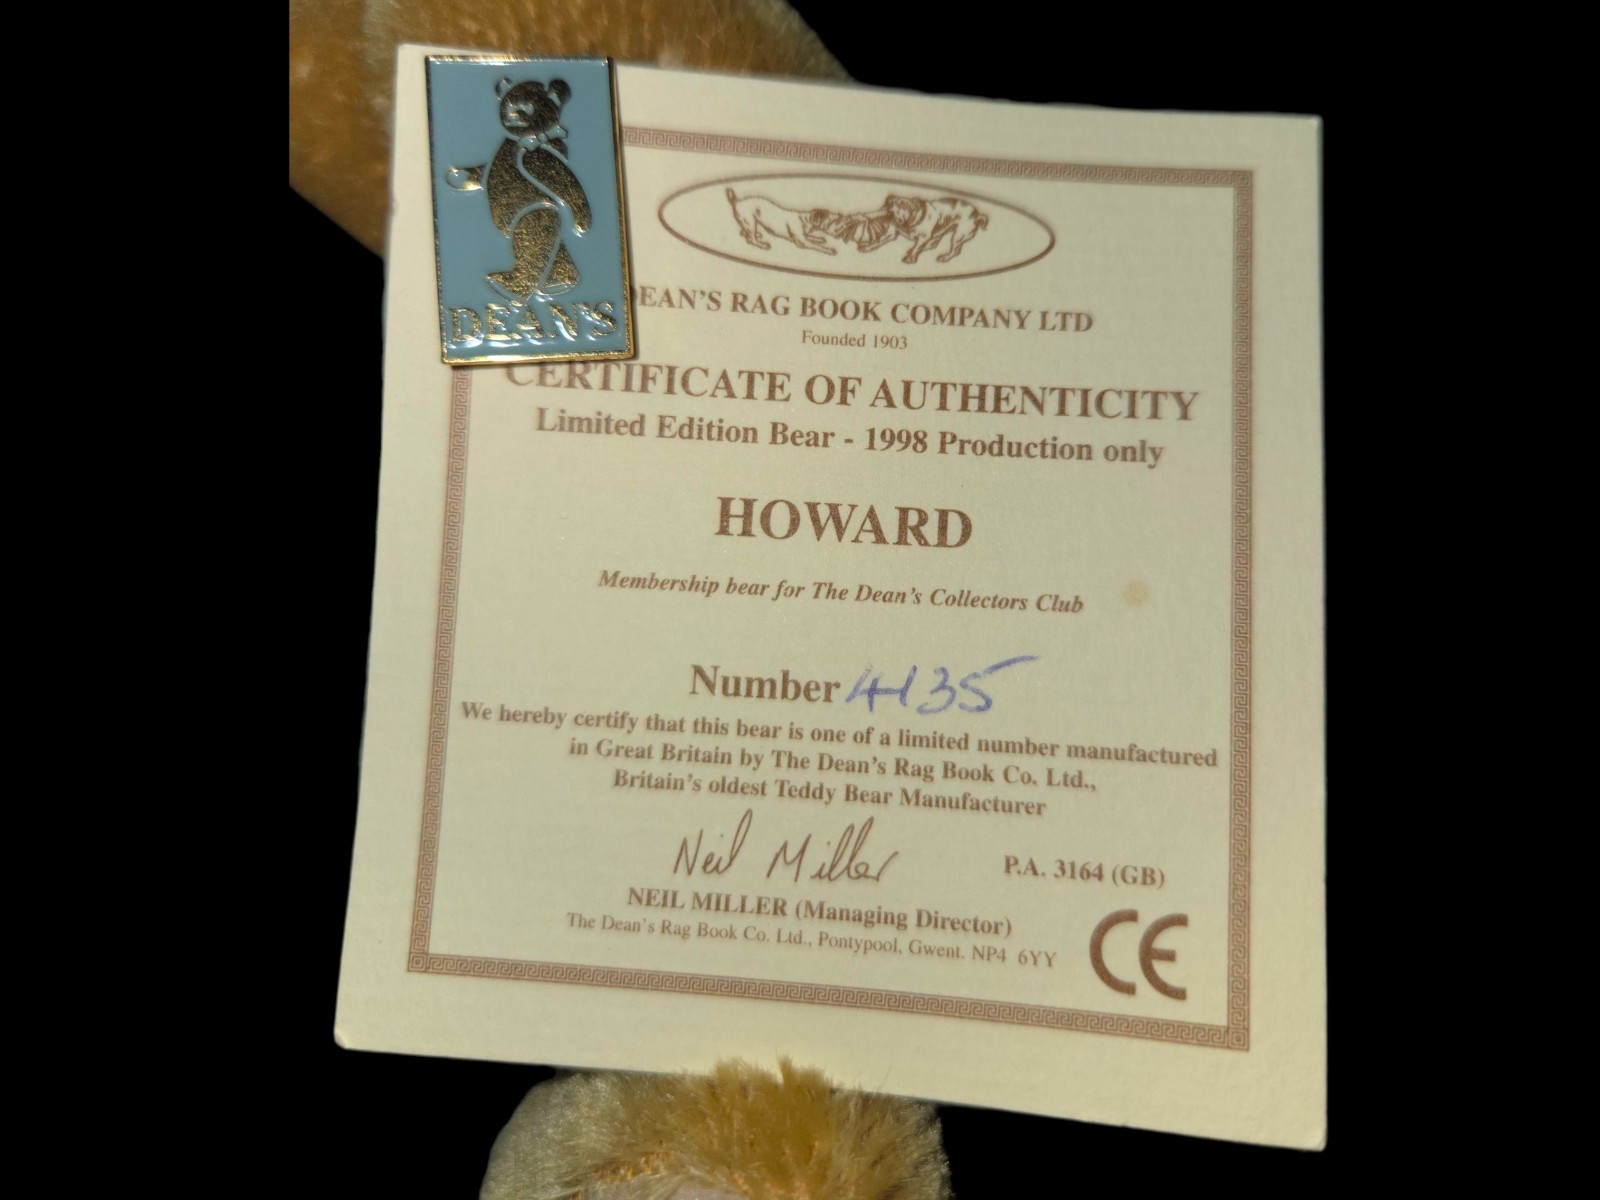 DEAN'S
DEAN'S RAG BOOK COMPANY LTD
Founded 1903
CERTIFICATE OF AUTHENTICITY
Limited Edition Bear - 1998 Production only
HOWARD
Membership bear for The Dean's Collectors Club
Number 4135
We hereby certify that this bear is one of a limited number manufactured
in Great Britain by The Dean's Rag Book Co. Ltd.,
Britain's oldest Teddy Bear Manufacturer
Neil Miller
P.A. 3164 (GB)
NEIL MILLER (Managing Director)
The Dean's Rag Book Co. Ltd., Pontypool, Gwent. NP4 6YY
CE